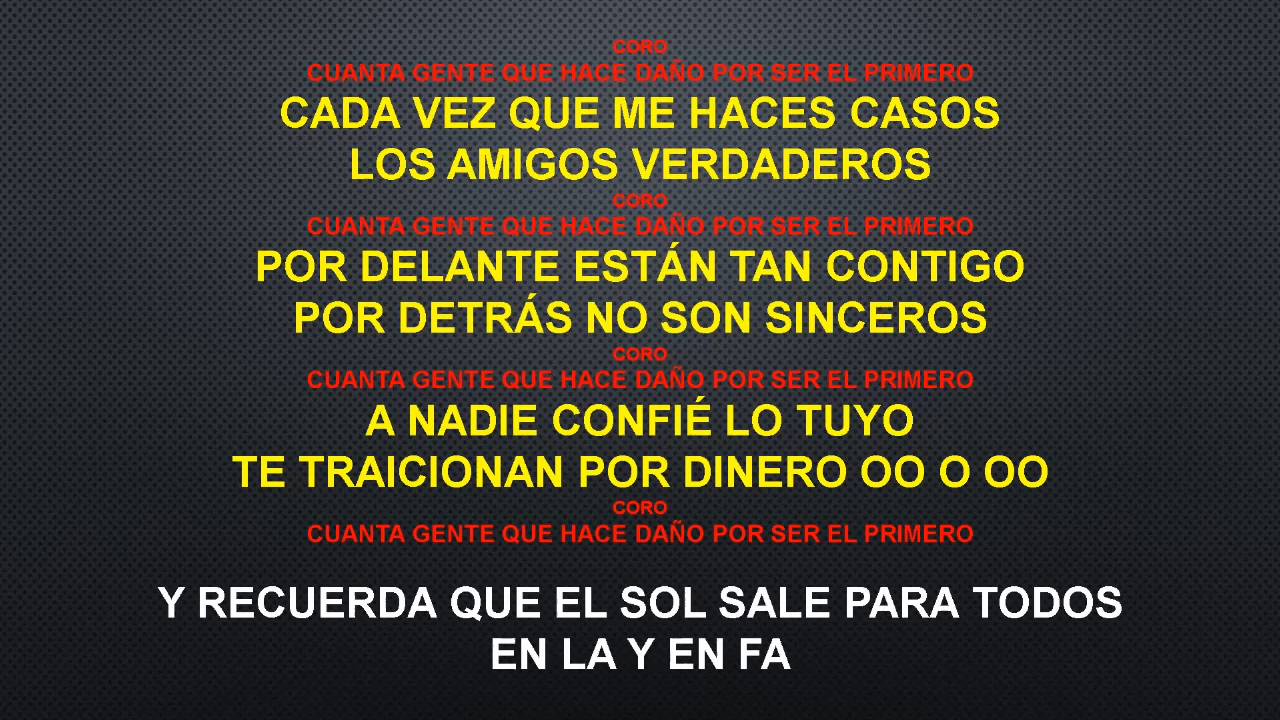 CORO
CUANTA GENTE QUE HACE DAÑO POR SER EL PRIMERO
CADA VEZ QUE ME HACES CASOS
LOS AMIGOS VERDADEROS
CORO
CUANTA GENTE QUE HACE DAÑO POR SER EL PRIMERO
POR DELANTE ESTÁN TAN CONTIGO
POR DETRÁS NO SON SINCEROS
CORO
CUANTA GENTE QUE HACE DAÑO POR SER EL PRIMERO
A NADIE CONFIÉ LO TUYO
TE TRAICIONAN POR DINERO OO O OO
CORO
CUANTA GENTE QUE HACE DAÑO POR SER EL PRIMERO
Y RECUERDA QUE EL SOL SALE PARA TODOS
EN LA Y EN FA